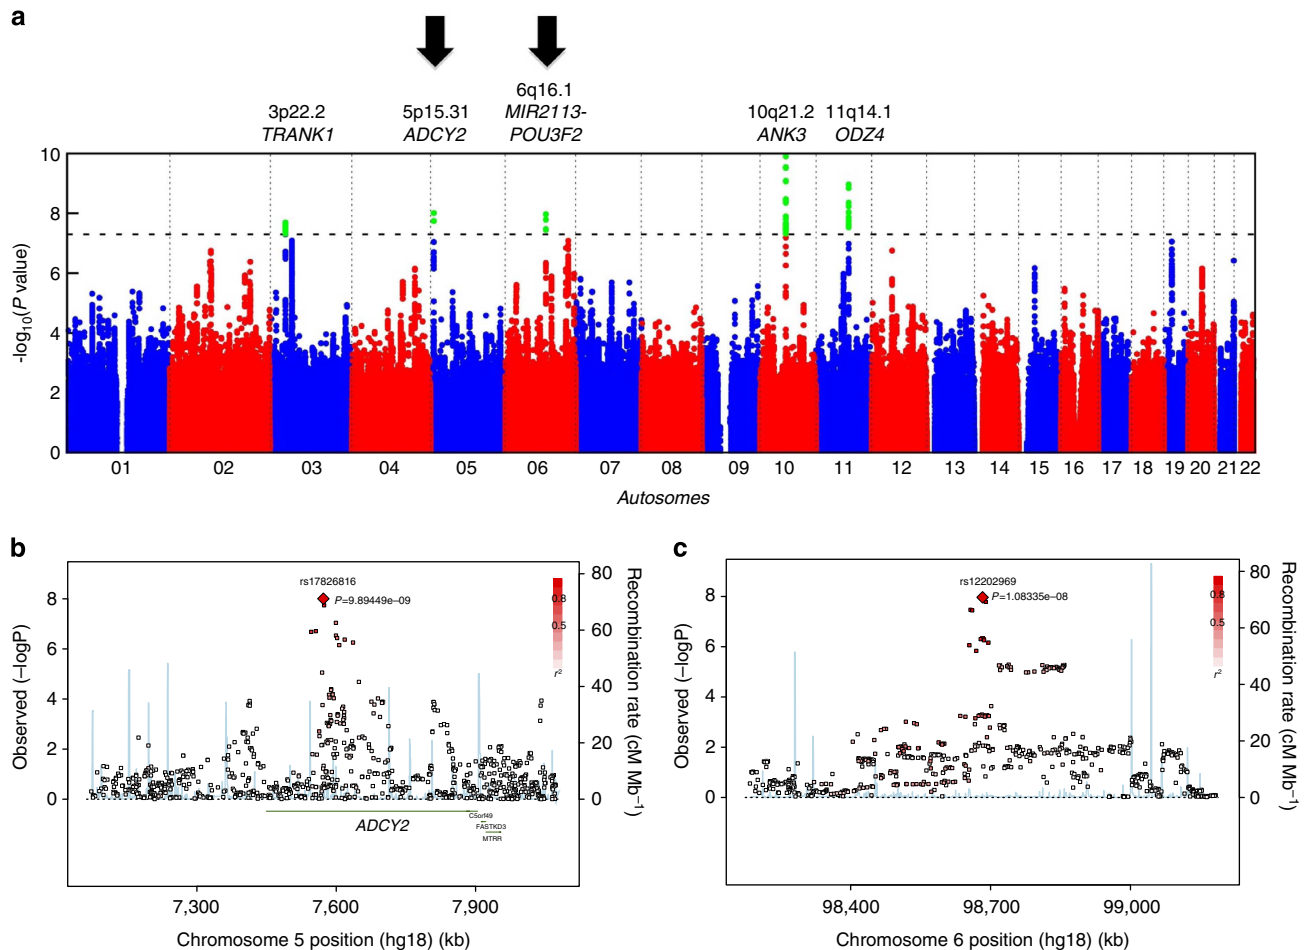 a
6q16.1
3p22.2 5p15.31 MIR2113- 10q21.2 11q14.1
TRANK1 ADCY2 POU3F2 ANK3 ODZ4
10
8
6
4
2
0
-log10(P value)
01 02 03 04 05 06 07 08 09 10 11 12 13 14 15 16 17 18 19 20 21 22
Autosomes
b
rs17826816
P=9.89449e–09
0.8
0.5
r2
8
6
4
2
0
Observed (–logP)
80
60
40
20
0
Recombination rate (cM Mb–1)
ADCY2
C5orf49
FASTKD3
MTRR
7,300 7,600 7,900
Chromosome 5 position (hg18) (kb)
c
rs12202969
P=1.08335e–08
0.8
0.5
r2
8
6
4
2
0
Observed (–logP)
80
60
40
20
0
Recombination rate (cM Mb–1)
98,400 98,700 99,000
Chromosome 6 position (hg18) (kb)